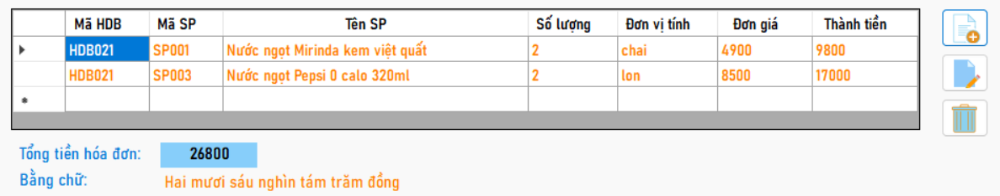 Mã HDB Mã SP Tên SP Số lượng Đơn vị tính Đơn giá Thành tiền
HDB021 SP001 Nước ngọt Mirinda kem việt quất 2 chai 4900 9800
HDB021 SP003 Nước ngọt Pepsi 0 calo 320ml 2 lon 8500 17000
Tổng tiền hóa đơn: 26800
Bằng chữ: Hai mươi sáu nghìn tám trăm đồng